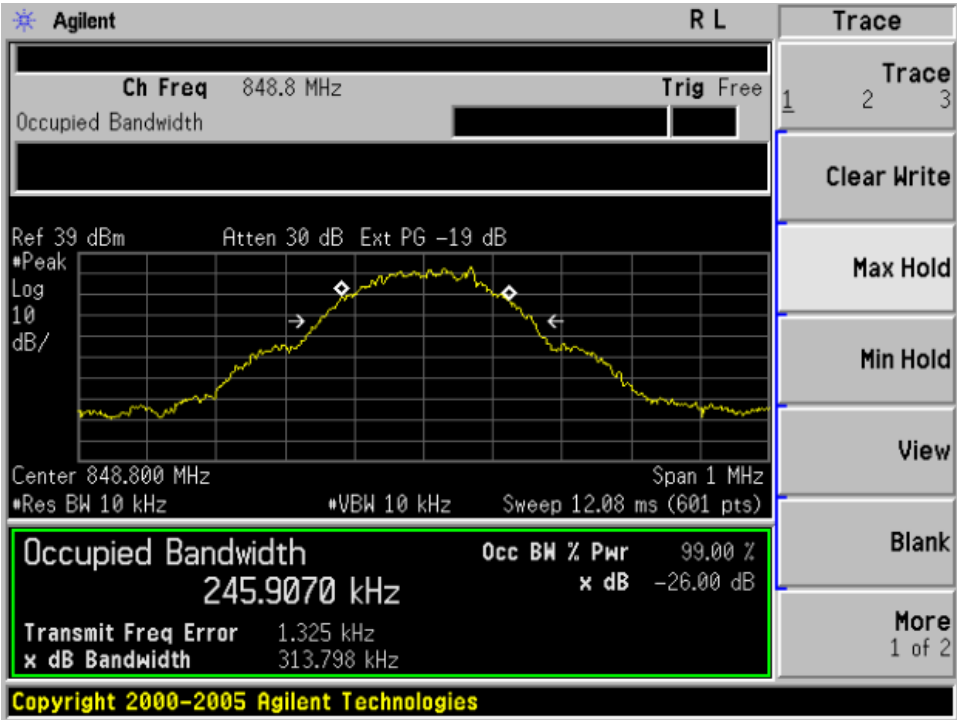 Agilent R L Trace
Ch Freq 848.8 MHz Trig Free
Occupied Bandwidth
Trace
1 2 3
Clear Write
Max Hold
Min Hold
View
Blank
More
1 of 2
Ref 39 dBm Atten 30 dB Ext PG -19 dB
#Peak
Log
10
dB/
Center 848.800 MHz Span 1 MHz
#Res BW 10 kHz #VBW 10 kHz Sweep 12.08 ms (601 pts)
Occupied Bandwidth Occ BW % Pwr 99.00 %
245.9070 kHz x dB -26.00 dB
Transmit Freq Error 1.325 kHz
x dB Bandwidth 313.798 kHz
Copyright 2000-2005 Agilent Technologies